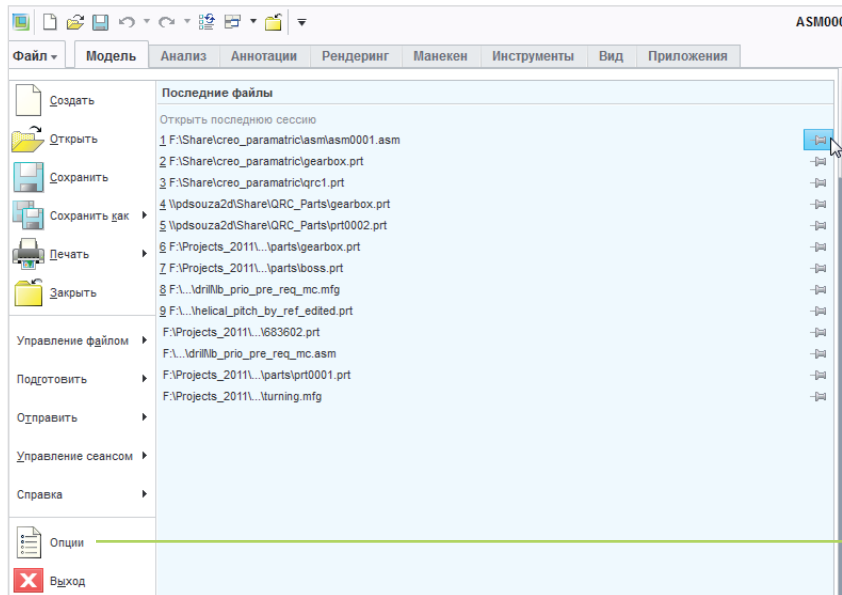 ASM000
Файл Модель Анализ Аннотации Рендеринг Манекен Инструменты Вид Приложения
Создать
Открыть
Сохранить
Сохранить как
Печать
Закрыть
Управление файлом
Подготовить
Отправить
Управление сеансом
Справка
Опции
Выход
Последние файлы
Открыть последнюю сессию
1 F:\Share\creo_paramatric\asm\asm0001.asm
2 F:\Share\creo_paramatric\gearbox.prt
3 F:\Share\creo_paramatric\qrc1.prt
4 \\pdsouza2d\Share\QRC_Parts\gearbox.prt
5 \\pdsouza2d\Share\QRC_Parts\prt0002.prt
6 F:\Projects_2011\...\parts\gearbox.prt
7 F:\Projects_2011\...\parts\boss.prt
8 F:\...\drill\lb_prio_pre_req_mc.mfg
9 F:\...\helical_pitch_by_ref_edited.prt
F:\Projects_2011\...\683602.prt
F:\...\drill\lb_prio_pre_req_mc.asm
F:\Projects_2011\...\parts\prt0001.prt
F:\Projects_2011\...\turning.mfg